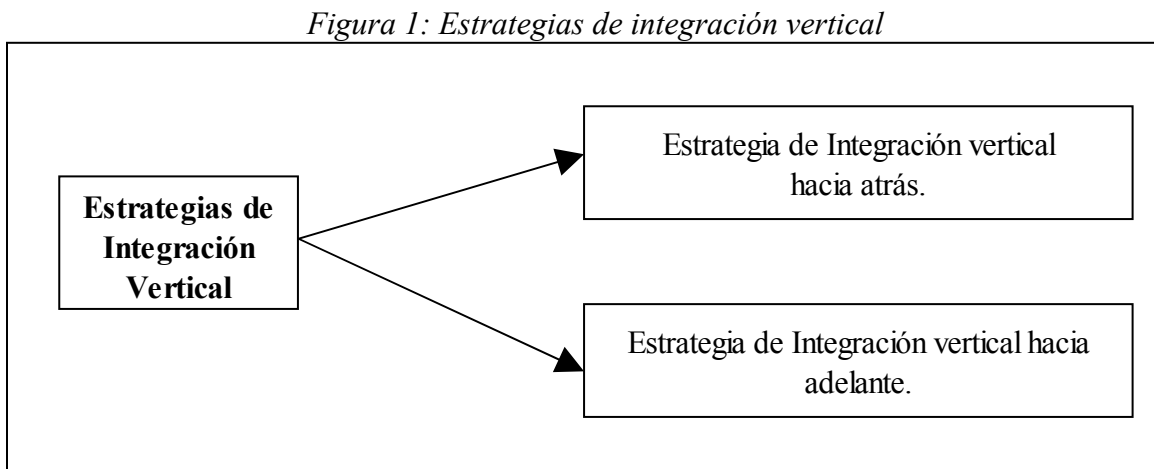 Figura 1: Estrategias de integración vertical
Estrategia de Integración vertical
hacia atrás.
Estrategias de
Integración
Vertical
Estrategia de Integración vertical hacia
adelante.